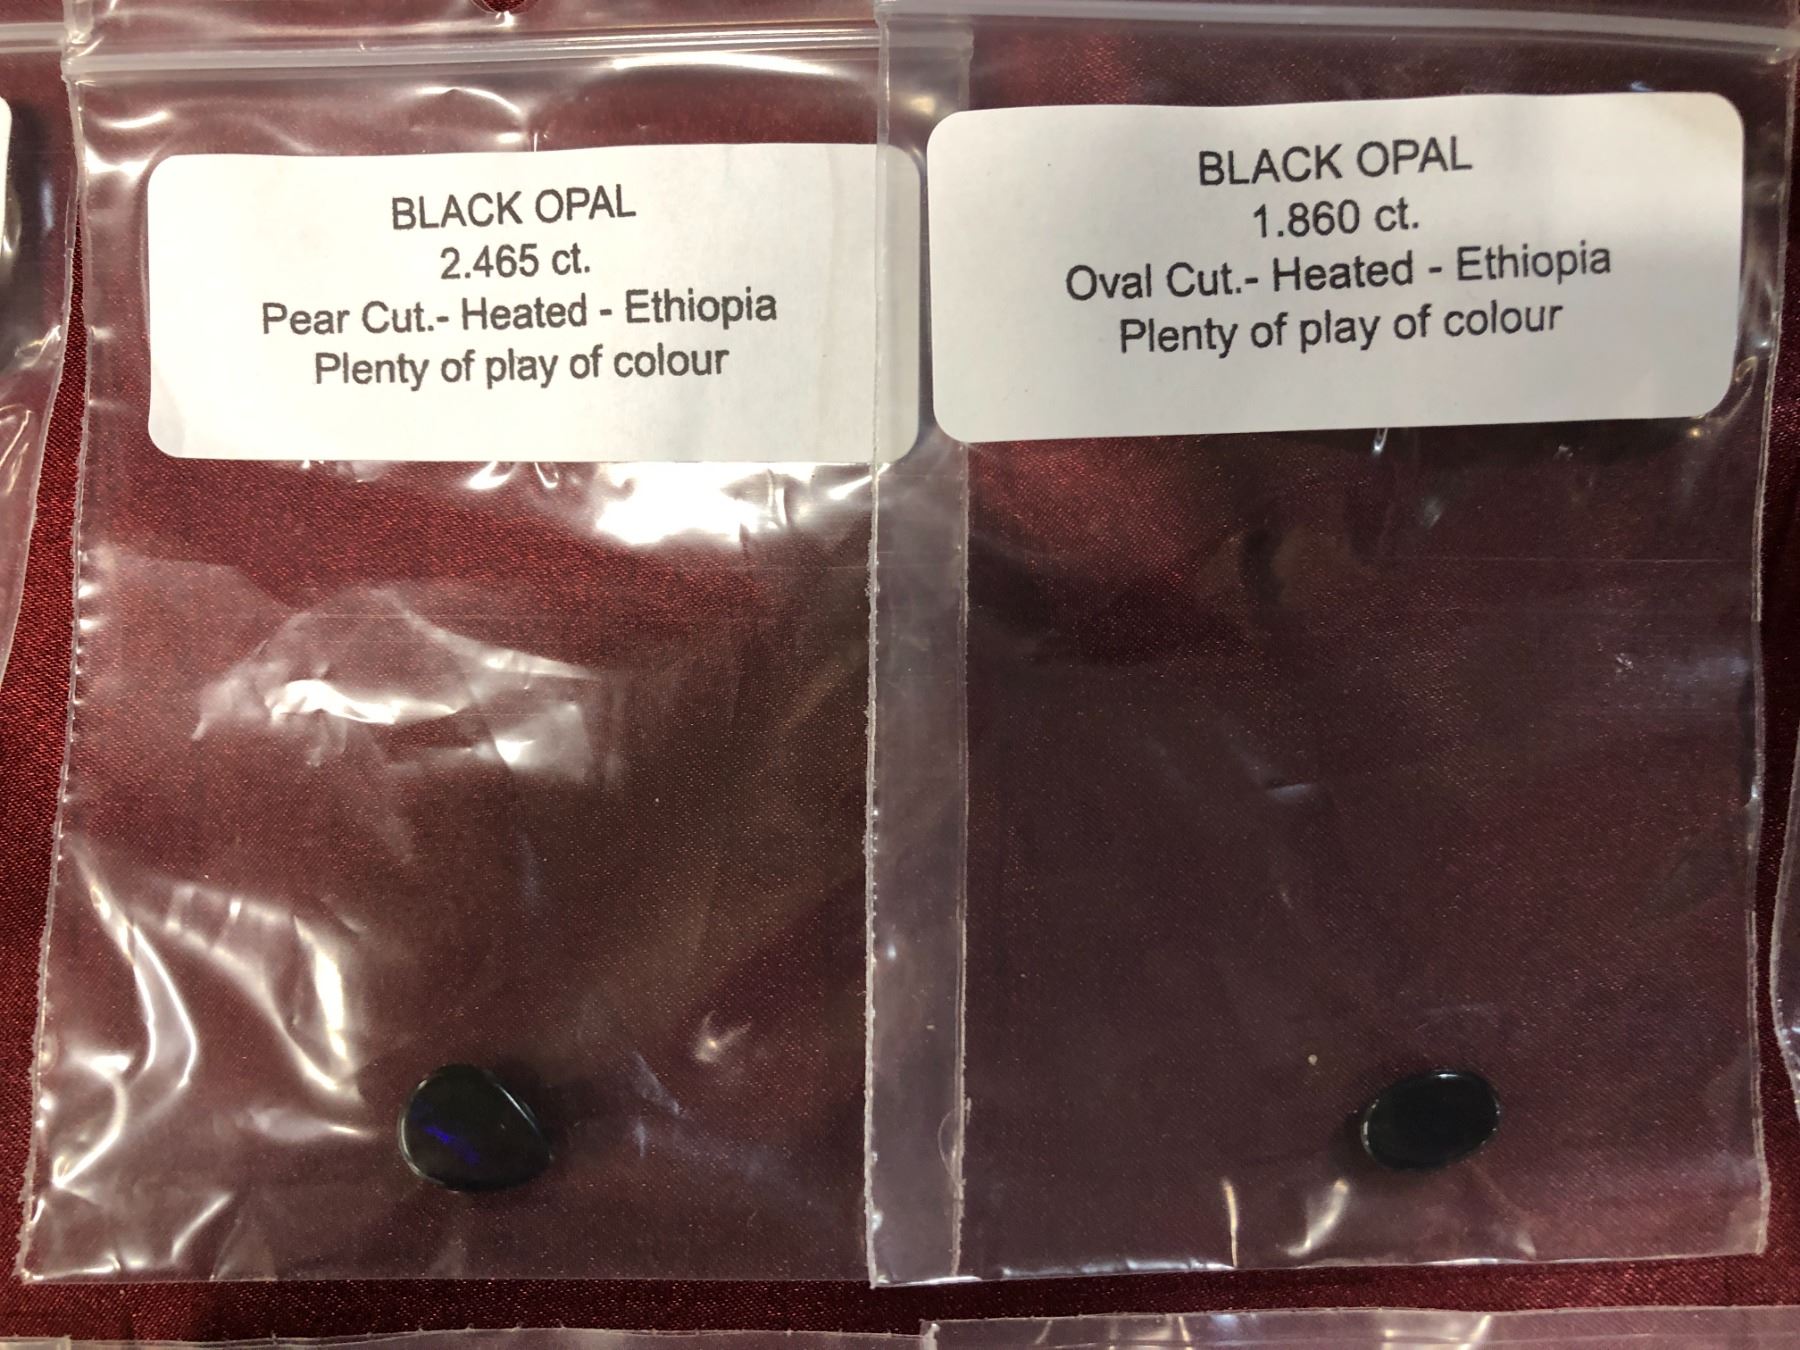 BLACK OPAL
2.465 ct.
Pear Cut.- Heated - Ethiopia
Plenty of play of colour
BLACK OPAL
1.860 ct.
Oval Cut.- Heated - Ethiopia
Plenty of play of colour